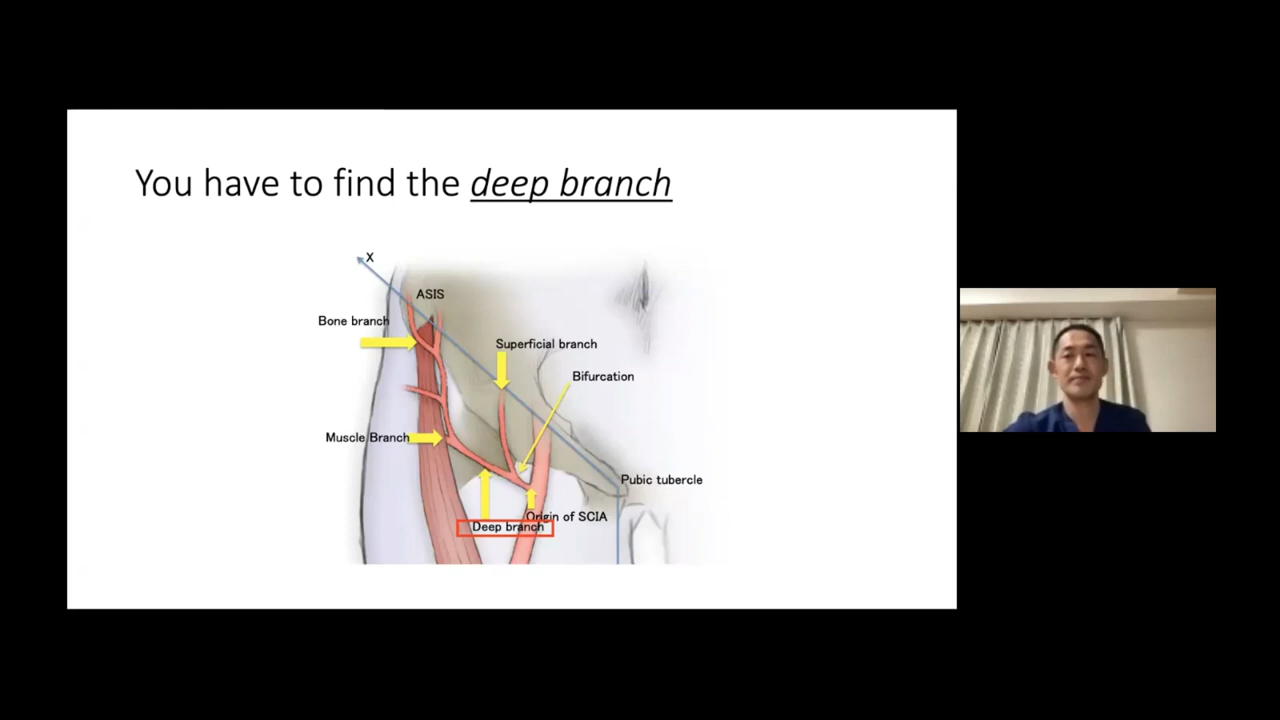 You have to find the deep branch
X
ASIS
Bone branch
Superficial branch
Bifurcation
Muscle Branch
Pubic tubercle
Origin of SCIA
Deep branch